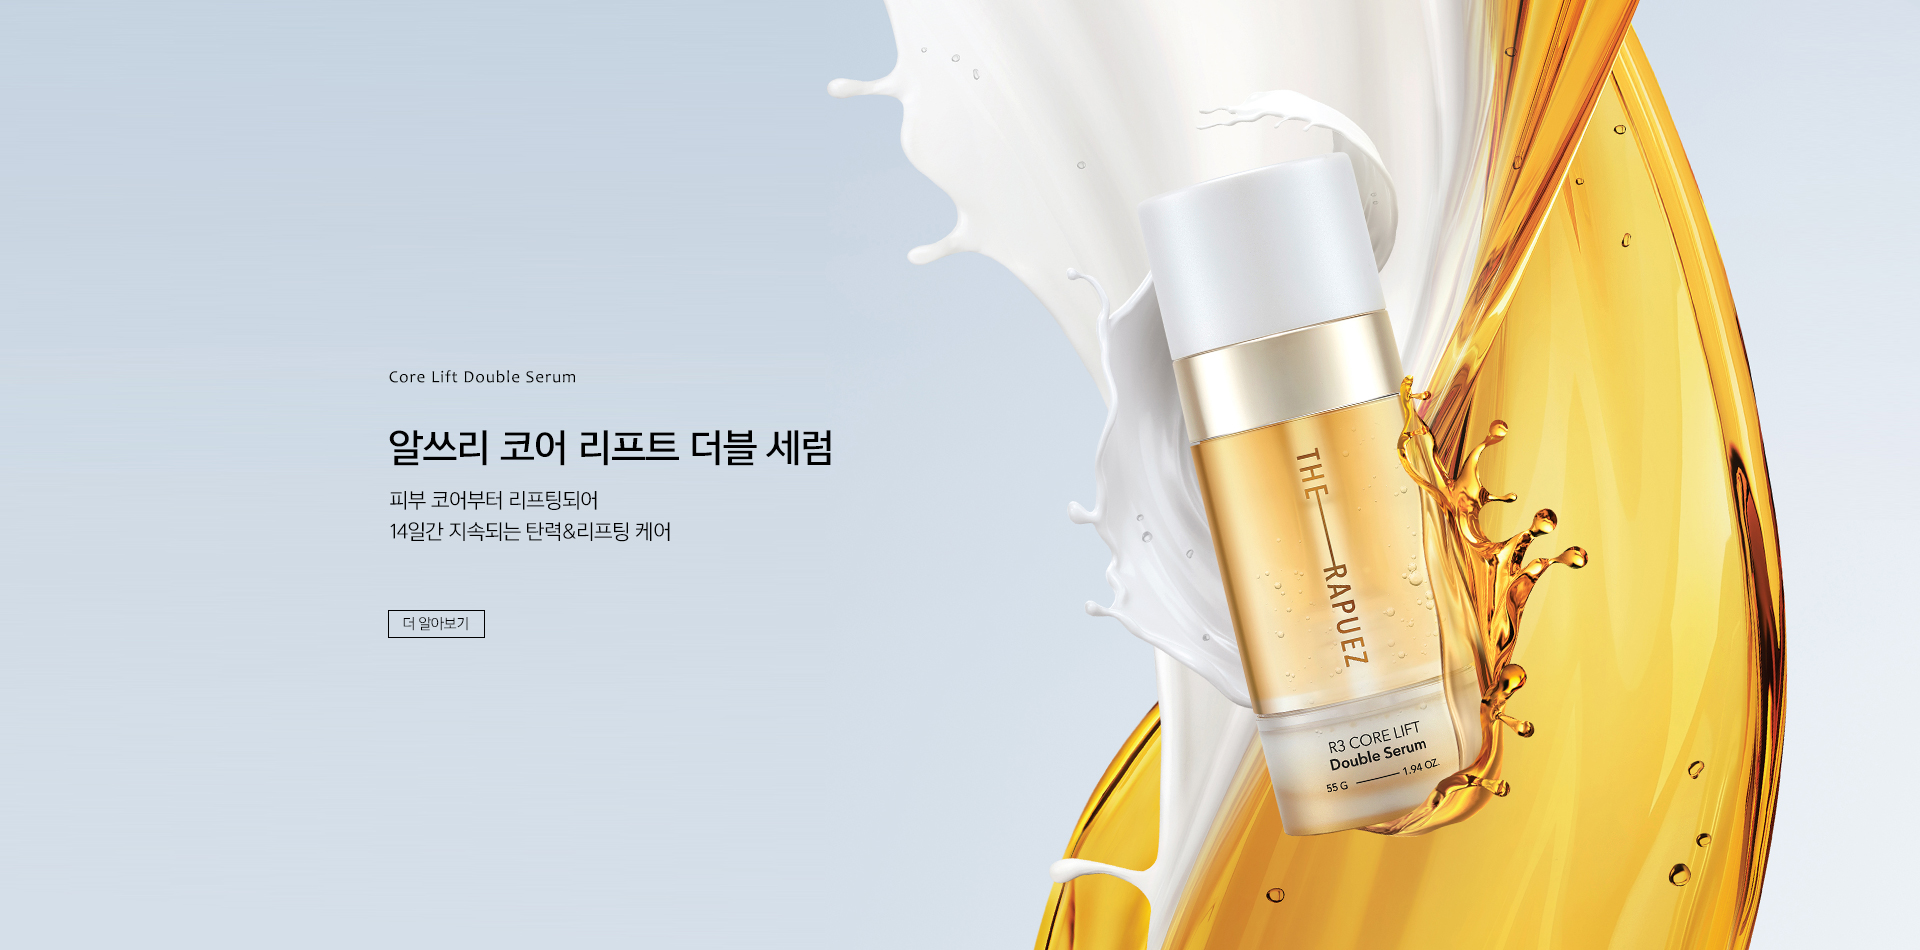 Core Lift Double Serum
알쓰리 코어 리프트 더블 세럼
피부 코어부터 리프팅되어
14일간 지속되는 탄력&리프팅 케어
더 알아보기
THE — RAPUEZ
R3 CORE LIFT
Double Serum
55 G — 1.94 OZ.